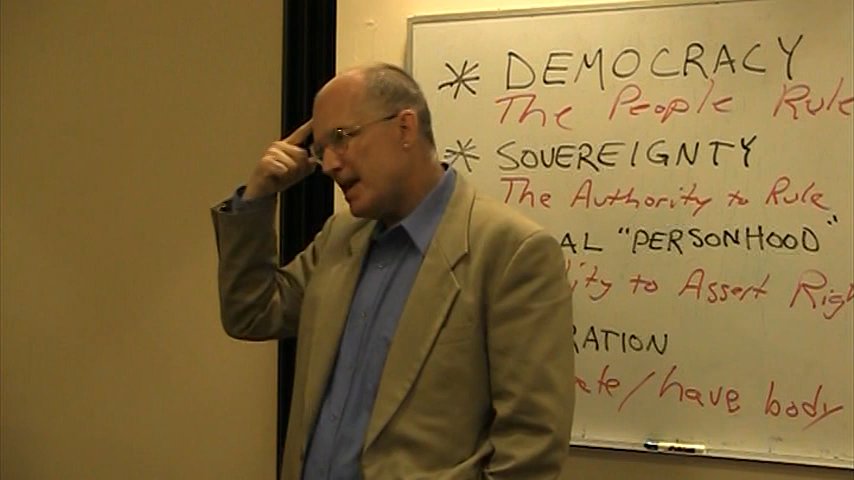 * DEMOCRACY
The People Rule
* SOVEREIGNTY
The Authority to Rule
AL "PERSONHOOD"
lity to Assert Righ
RATION
ate/have body